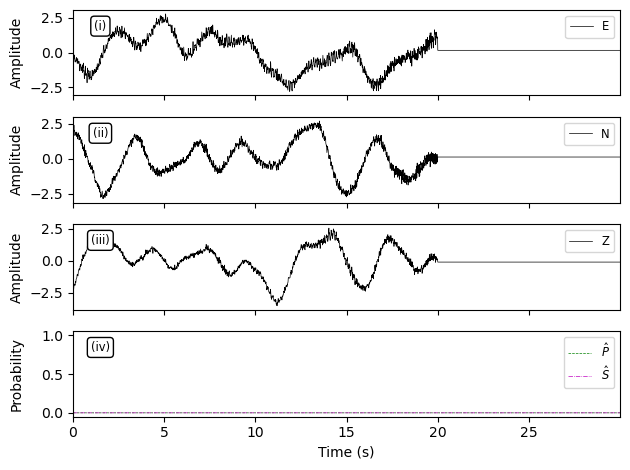 2.5
0.0
−2.5
Amplitude
(i)
E
2.5
0.0
−2.5
Amplitude
(ii)
N
2.5
0.0
−2.5
Amplitude
(iii)
Z
1.0
0.5
0.0
Probability
(iv)
P̂
Ŝ
0 5 10 15 20 25
Time (s)